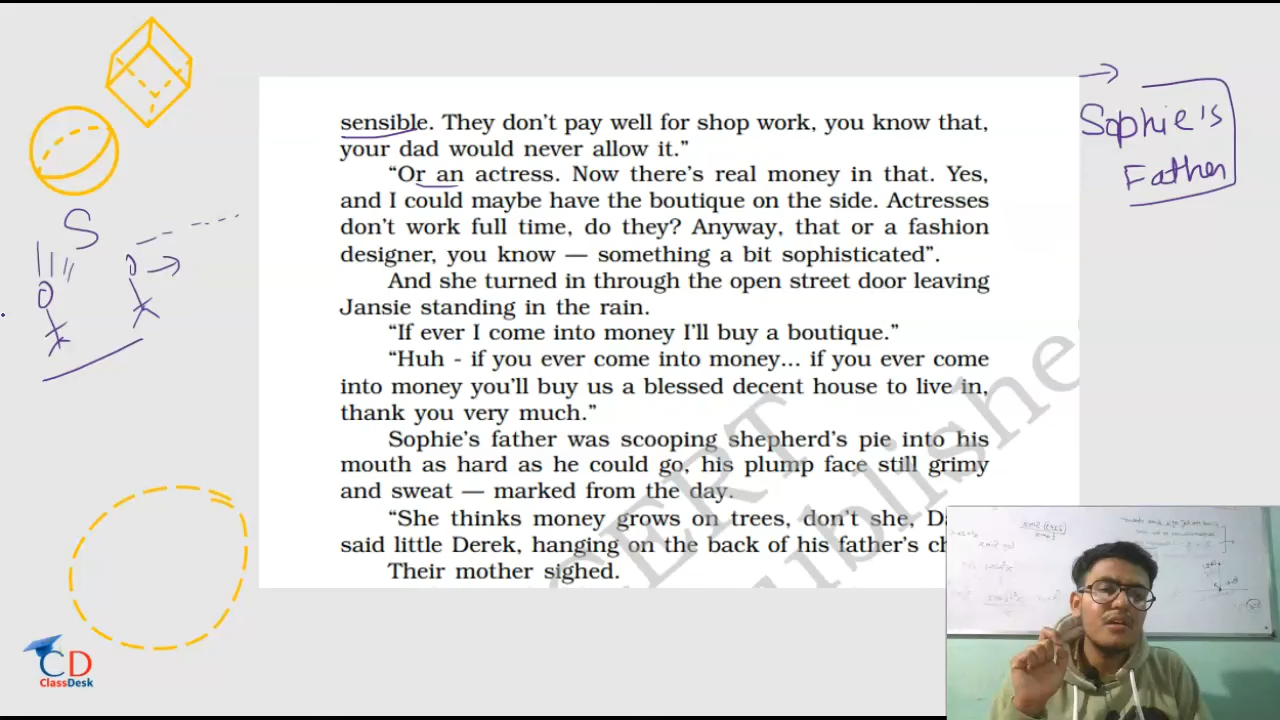 sensible. They don't pay well for shop work, you know that,
your dad would never allow it."
"Or an actress. Now there's real money in that. Yes,
and I could maybe have the boutique on the side. Actresses
don't work full time, do they? Anyway, that or a fashion
designer, you know — something a bit sophisticated".
And she turned in through the open street door leaving
Jansie standing in the rain.
"If ever I come into money I'll buy a boutique."
"Huh - if you ever come into money... if you ever come
into money you'll buy us a blessed decent house to live in,
thank you very much."
Sophie's father was scooping shepherd's pie into his
mouth as hard as he could go, his plump face still grimy
and sweat — marked from the day.
"She thinks money grows on trees, don't she,
said little Derek, hanging on the back of his father's
Their mother sighed.
Sophie's
Father
S
CD
ClassDesk